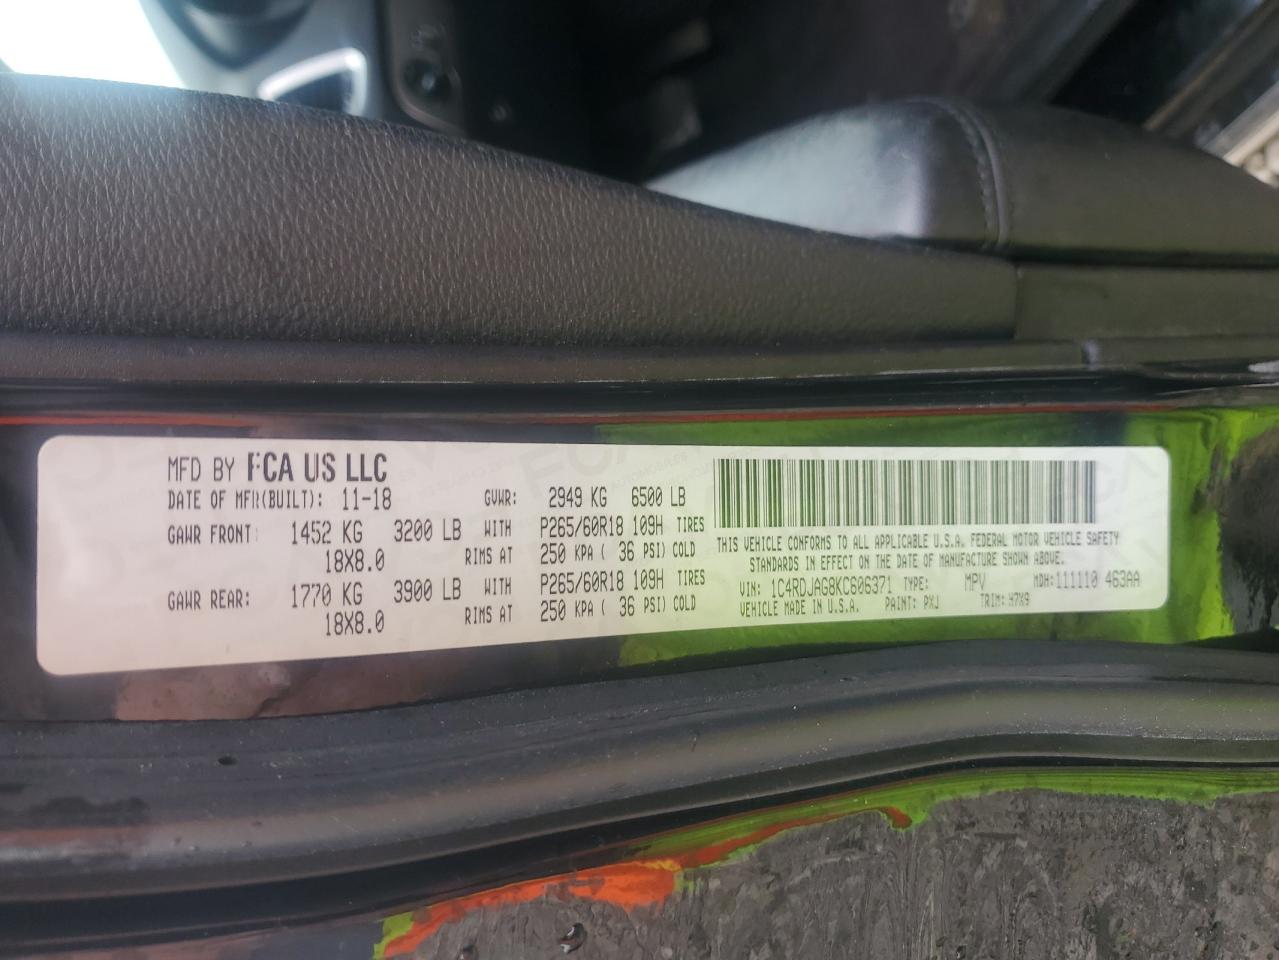 MFD BY FCA US LLC
DATE OF MFR(BUILT): 11-18 GVWR: 2949 KG 6500 LB
GAWR FRONT: 1452 KG 3200 LB WITH P265/60R18 109H TIRES
18X8.0 RIMS AT 250 KPA ( 36 PSI) COLD
GAWR REAR: 1770 KG 3900 LB WITH P265/60R18 109H TIRES
18X8.0 RIMS AT 250 KPA ( 36 PSI) COLD
THIS VEHICLE CONFORMS TO ALL APPLICABLE U.S.A. FEDERAL MOTOR VEHICLE SAFETY
STANDARDS IN EFFECT ON THE DATE OF MANUFACTURE SHOWN ABOVE.
VIN: 1C4RDJAG8KC606371 TYPE: MPV MDH:111110 463AA
VEHICLE MADE IN U.S.A. PAINT: PXJ TRIM: H7X9